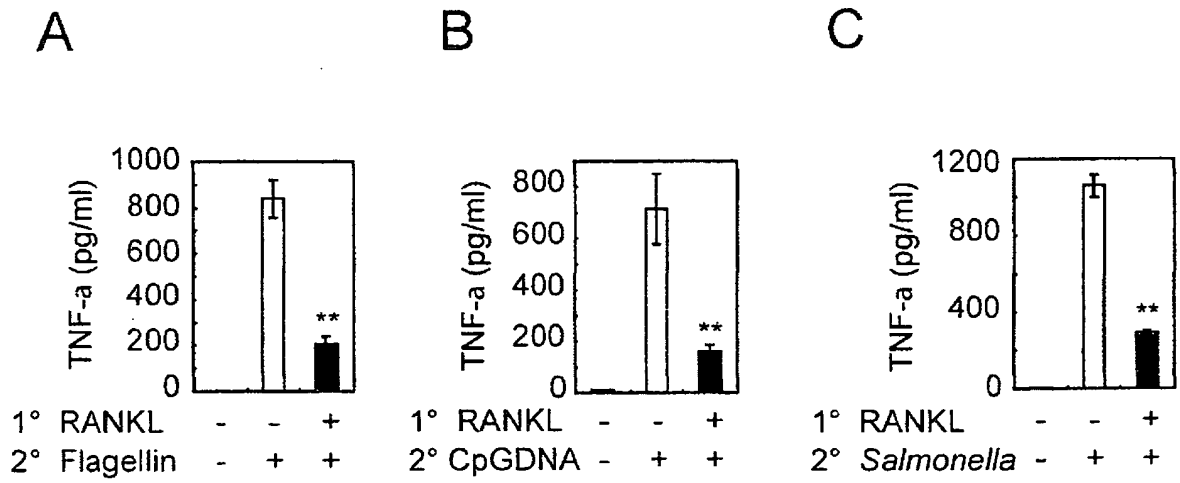 A
TNF-a (pg/ml)
1000
800
600
400
200
0
**
1° RANKL - - +
2° Flagellin - + +
B
TNF-a (pg/ml)
800
600
400
200
0
**
1° RANKL - - +
2° CpGDNA - + +
C
TNF-a (pg/ml)
1200
800
400
0
**
1° RANKL - - +
2° Salmonella - + +